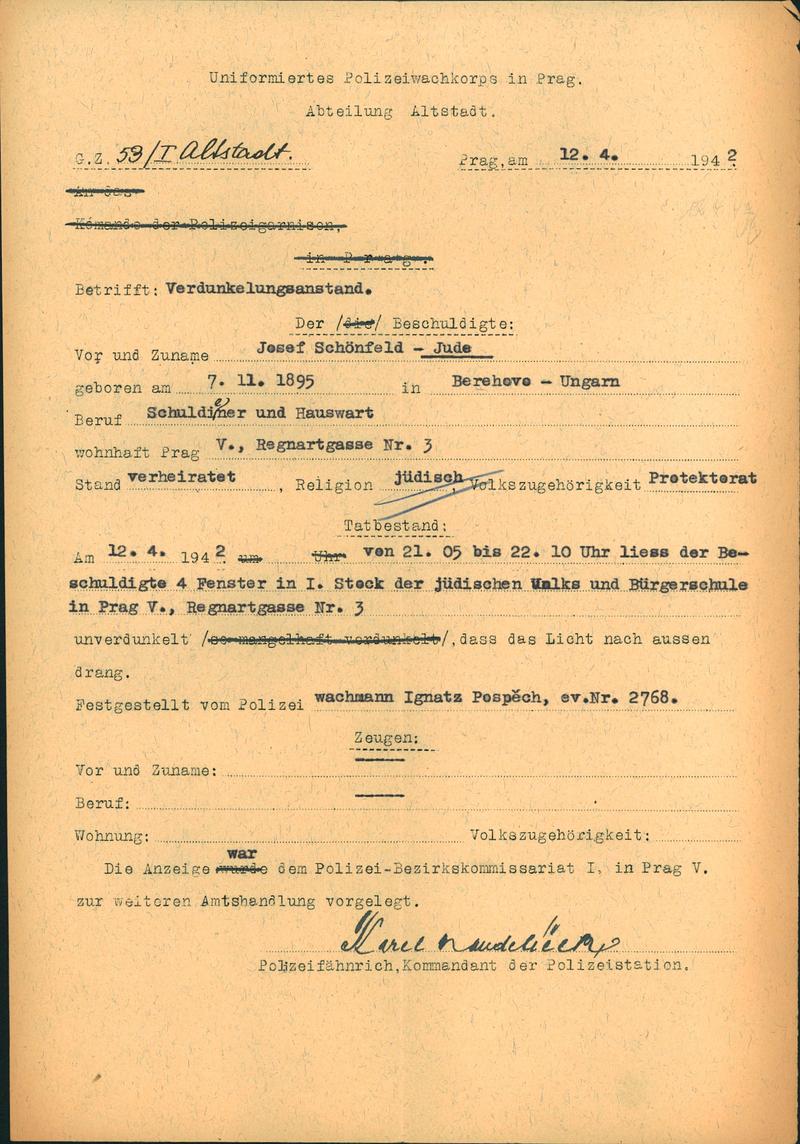 Uniformiertes Polizeiwachkorps in Prag.
Abteilung Altstadt.
G.Z. 53/I Altstadt. Prag, am 12. 4. 1942
An das
Komando der Polizeigarnison,
in Prag.
Betrifft: Verdunkelungsanstand.
Der /die/ Beschuldigte:
Vor und Zuname Josef Schönfeld - Jude
geboren am 7. 11. 1895 in Berehovo - Ungarn
Beruf Schuldiener und Hauswart
wohnhaft Prag V., Regnartgasse Nr. 3
Stand verheiratet, Religion jüdisch, Volkszugehörigkeit Protektorat
Tatbestand:
Am 12. 4. 1942 um Uhr von 21. 05 bis 22. 10 Uhr liess der Be-
schuldigte 4 Fenster in I. Stock der jüdischen Valks und Bürgerschule
in Prag V., Regnartgasse Nr. 3
unverdunkelt /so mangelhaft verdunkelt/, dass das Licht nach aussen
drang.
Festgestellt vom Polizei wachmann Ignatz Pospěch, ev.Nr. 2768.
Zeugen:
Vor und Zuname:
Beruf:
Wohnung: Volkszugehörigkeit:
war
Die Anzeige wurde dem Polizei-Bezirkskommissariat I, in Prag V.
zur weiteren Amtshandlung vorgelegt.
Karel
Polizeifähnrich, Kommandant der Polizeistation.